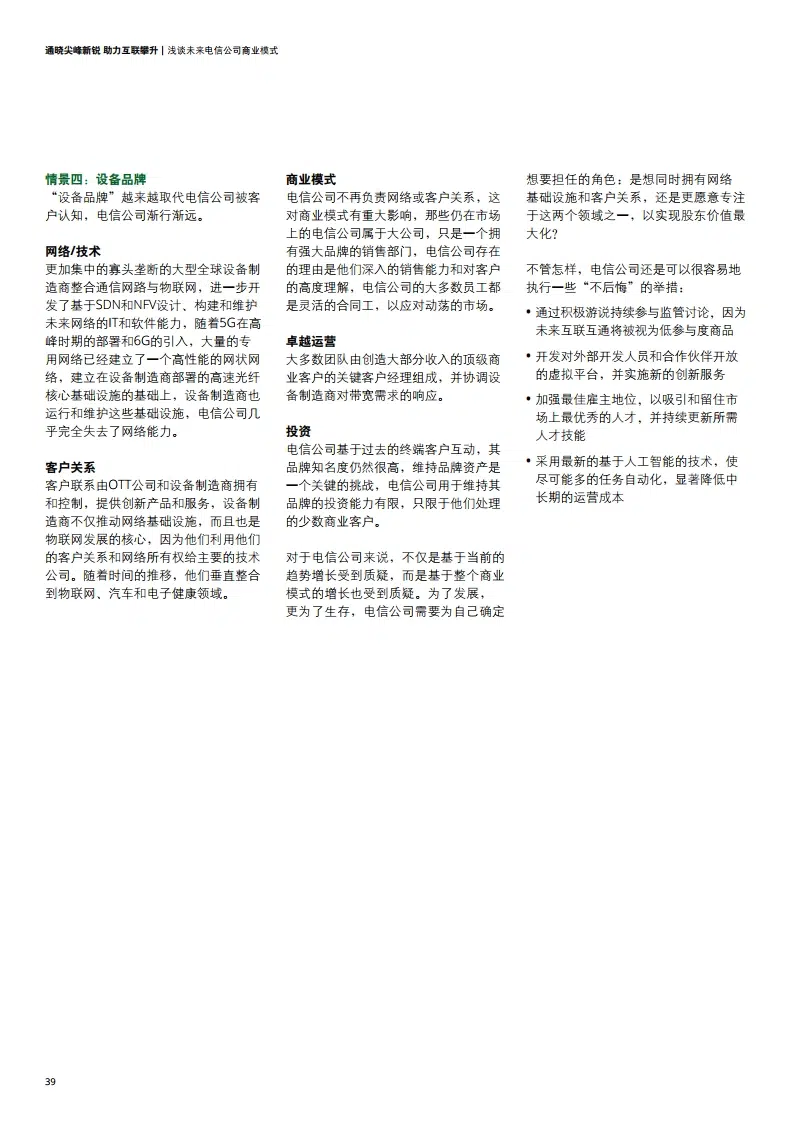 通晓尖峰新锐 助力互联攀升 | 浅谈未来电信公司商业模式
情景四：设备品牌
“设备品牌”越来越取代电信公司被客
户认知，电信公司渐行渐远。
网络/技术
更加集中的寡头垄断的大型全球设备制
造商整合通信网路与物联网，进一步开
发了基于SDN和NFV设计、构建和维护
未来网络的IT和软件能力，随着5G在高
峰时期的部署和6G的引入，大量的专
用网络已经建立了一个高性能的网状网
络，建立在设备制造商部署的高速光纤
核心基础设施的基础上，设备制造商也
运行和维护这些基础设施，电信公司几
乎完全失去了网络能力。
客户关系
客户联系由OTT公司和设备制造商拥有
和控制，提供创新产品和服务，设备制
造商不仅推动网络基础设施，而且也是
物联网发展的核心，因为他们利用他们
的客户关系和网络所有权给主要的技术
公司。随着时间的推移，他们垂直整合
到物联网、汽车和电子健康领域。
商业模式
电信公司不再负责网络或客户关系，这
对商业模式有重大影响，那些仍在市场
上的电信公司属于大公司，只是一个拥
有强大品牌的销售部门，电信公司存在
的理由是他们深入的销售能力和对客户
的高度理解，电信公司的大多数员工都
是灵活的合同工，以应对动荡的市场。
卓越运营
大多数团队由创造大部分收入的顶级商
业客户的关键客户经理组成，并协调设
备制造商对带宽需求的响应。
投资
电信公司基于过去的终端客户互动，其
品牌知名度仍然很高，维持品牌资产是
一个关键的挑战，电信公司用于维持其
品牌的投资能力有限，只限于他们处理
的少数商业客户。
对于电信公司来说，不仅是基于当前的
趋势增长受到质疑，而是基于整个商业
模式的增长也受到质疑。为了发展，
更为了生存，电信公司需要为自己确定
想要担任的角色：是想同时拥有网络
基础设施和客户关系，还是更愿意专注
于这两个领域之一，以实现股东价值最
大化？
不管怎样，电信公司还是可以很容易地
执行一些“不后悔”的举措：
• 通过积极游说持续参与监管讨论，因为
未来互联互通将被视为低参与度商品
• 开发对外部开发人员和合作伙伴开放
的虚拟平台，并实施新的创新服务
• 加强最佳雇主地位，以吸引和留住市
场上最优秀的人才，并持续更新所需
人才技能
• 采用最新的基于人工智能的技术，使
尽可能多的任务自动化，显著降低中
长期的运营成本
39